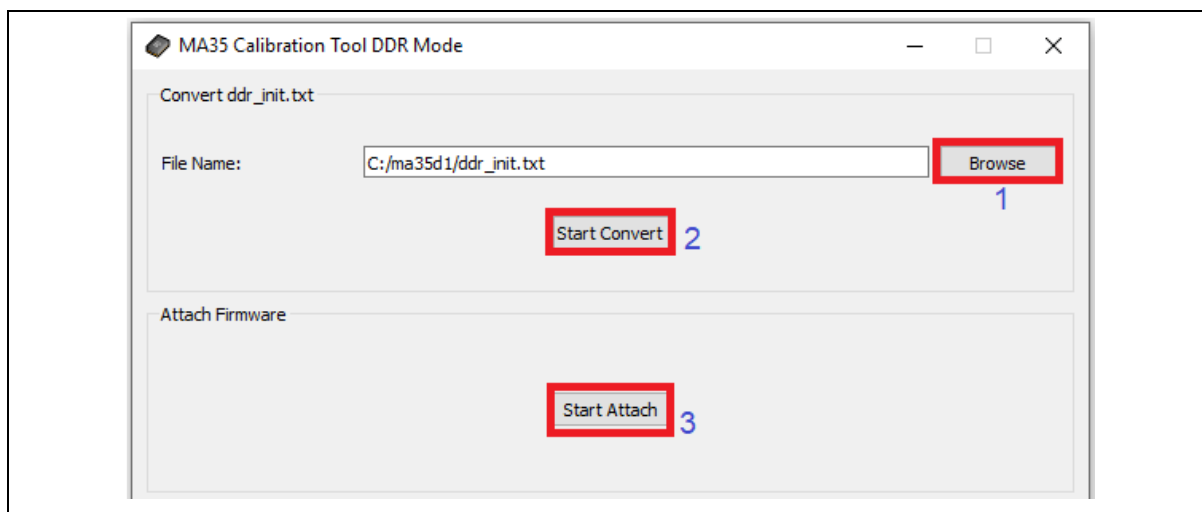 MA35 Calibration Tool DDR Mode
Convert ddr_init.txt
File Name: C:/ma35d1/ddr_init.txt Browse
1
Start Convert 2
Attach Firmware
Start Attach 3